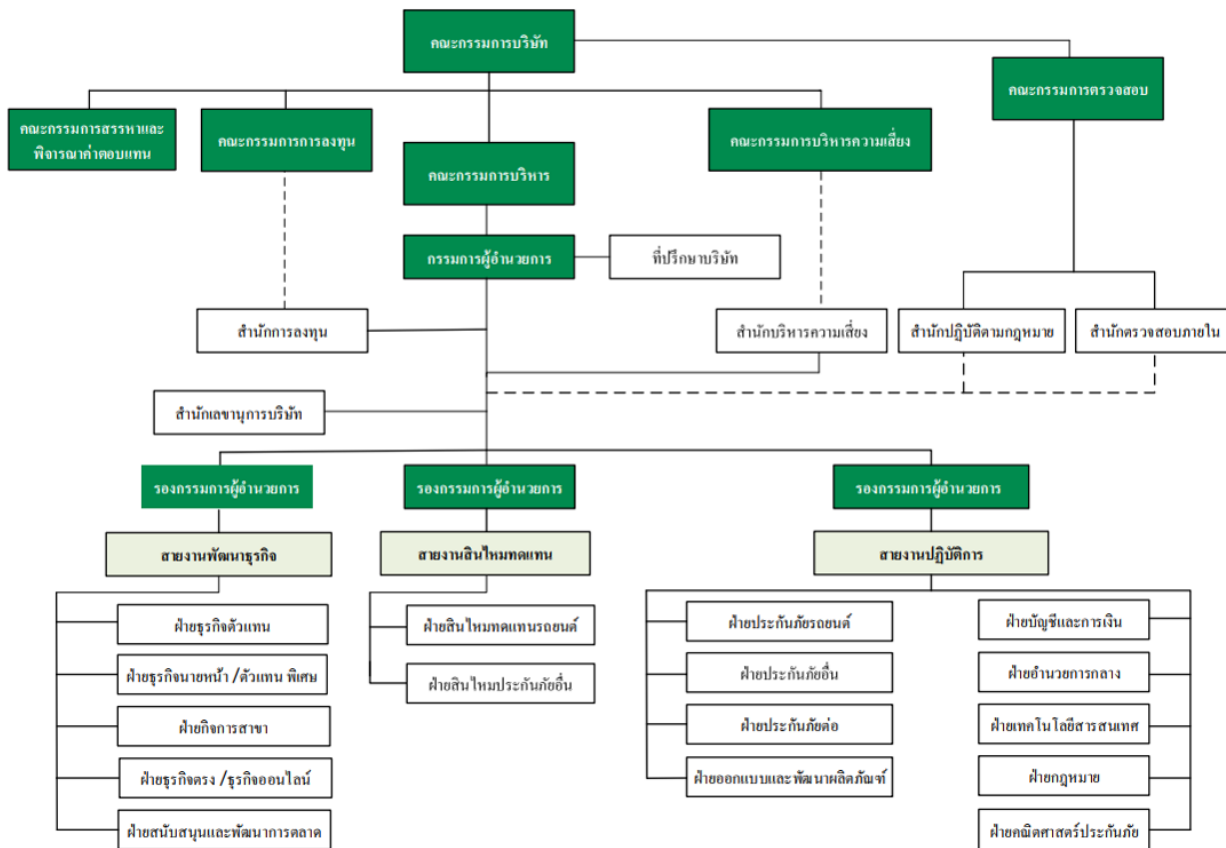 คณะกรรมการบริษัท
คณะกรรมการตรวจสอบ
คณะกรรมการสรรหาและ
พิจารณาค่าตอบแทน
คณะกรรมการการลงทุน
คณะกรรมการบริหาร
คณะกรรมการบริหารความเสี่ยง
กรรมการผู้อำนวยการ
ที่ปรึกษาบริษัท
สำนักการลงทุน
สำนักบริหารความเสี่ยง
สำนักปฏิบัติตามกฎหมาย
สำนักตรวจสอบภายใน
สำนักเลขานุการบริษัท
รองกรรมการผู้อำนวยการ
รองกรรมการผู้อำนวยการ
รองกรรมการผู้อำนวยการ
สายงานพัฒนาธุรกิจ
สายงานสินไหมทดแทน
สายงานปฏิบัติการ
ฝ่ายธุรกิจตัวแทน
ฝ่ายธุรกิจนายหน้า /ตัวแทน พิเศษ
ฝ่ายกิจการสาขา
ฝ่ายธุรกิจตรง /ธุรกิจออนไลน์
ฝ่ายสนับสนุนและพัฒนาการตลาด
ฝ่ายสินไหมทดแทนรถยนต์
ฝ่ายสินไหมประกันภัยอื่น
ฝ่ายประกันภัยรถยนต์
ฝ่ายประกันภัยอื่น
ฝ่ายประกันภัยต่อ
ฝ่ายออกแบบและพัฒนาผลิตภัณฑ์
ฝ่ายบัญชีและการเงิน
ฝ่ายอำนวยการกลาง
ฝ่ายเทคโนโลยีสารสนเทศ
ฝ่ายกฎหมาย
ฝ่ายคณิตศาสตร์ประกันภัย